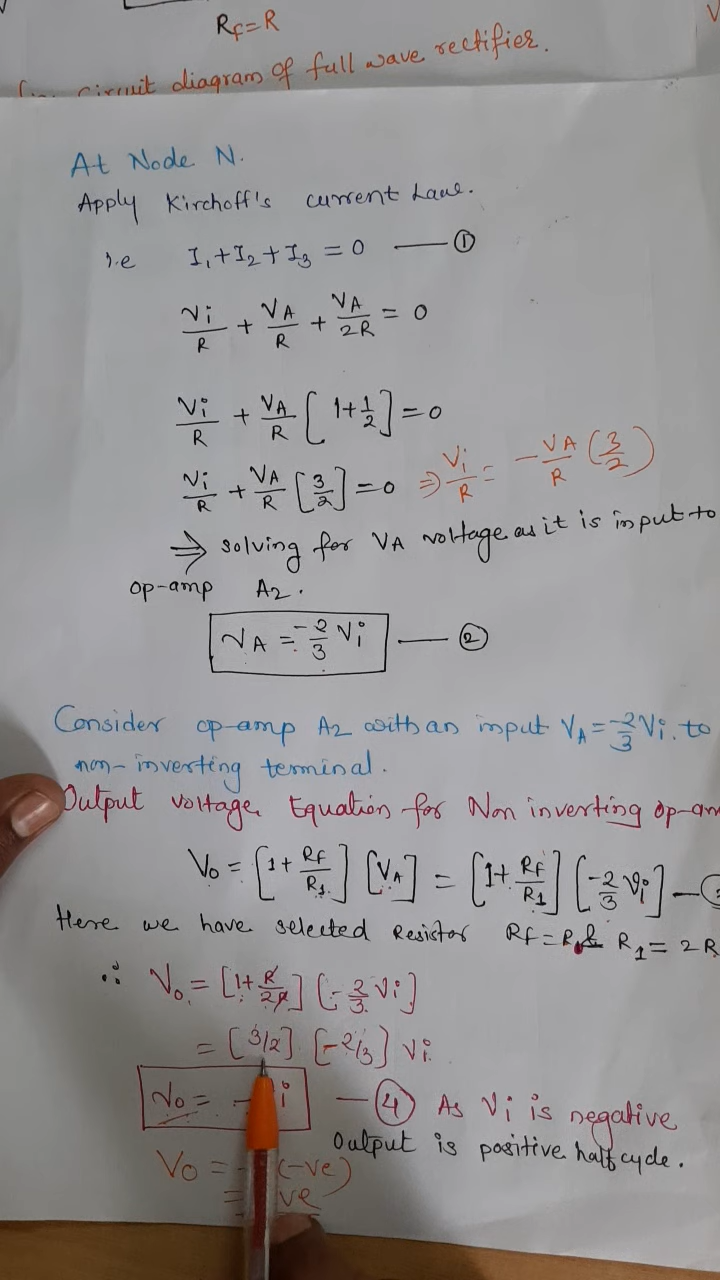 Rf=R
circuit diagram of full wave rectifier.
At Node N.
Apply Kirchoff's current Law.
i.e I₁+I₂+I₃ = 0 — ①
Vi/R + VA/R + VA/2R = 0
Vi/R + VA/R [1+1/2] = 0
Vi/R + VA/R [3/2] = 0 ⇒ Vi/R = -VA/R (3/2)
⇒ solving for VA voltage as it is input to
op-amp A2.
VA = -2/3 Vi — ②
Consider op-amp A2 with an input VA = -2/3 Vi. to
non-inverting terminal.
Output voltage Equation for Non inverting op-am
Vo = [1+Rf/R1] [VA] = [1+Rf/R1] [-2/3 Vi] —
Here we have selected Resistor Rf=R & R1 = 2R
∴ Vo = [1+R/2R] [-2/3 Vi]
= [3/2] [-2/3] Vi
Vo = - i — ④ As Vi is negative
Output is positive half cycle.
Vo = (-ve)
= ve